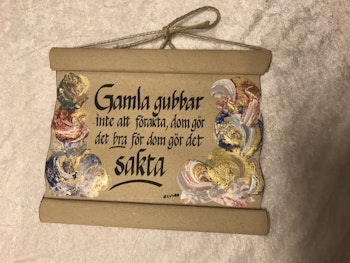 Gamla gubbar
inte att förakta, dom gör
det bra för dom gör det
sakta